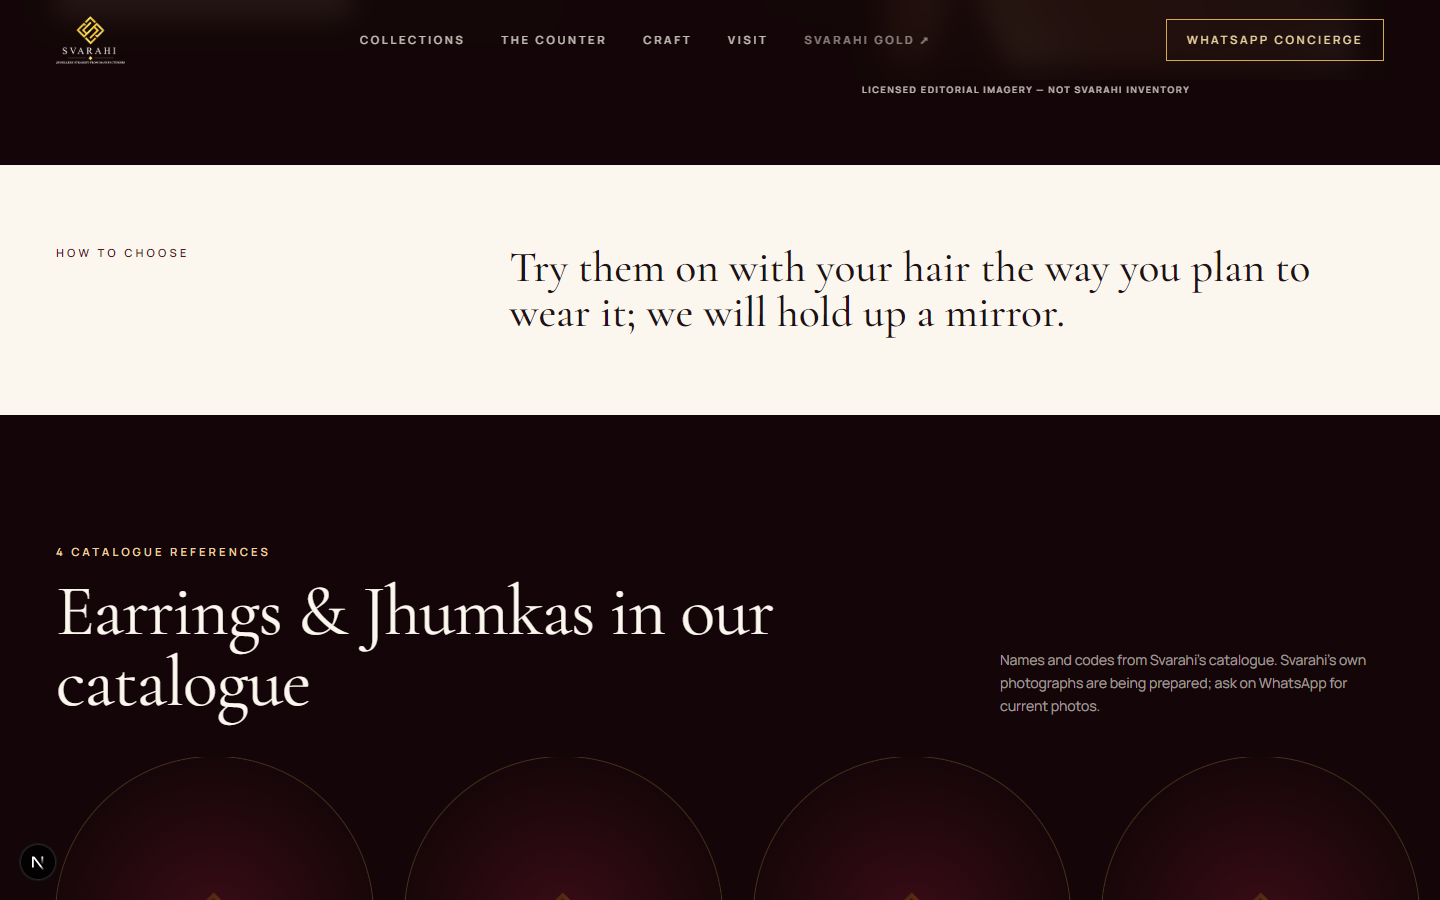 SVARAHI
COLLECTIONS THE COUNTER CRAFT VISIT SVARAHI GOLD ↗
WHATSAPP CONCIERGE
LICENSED EDITORIAL IMAGERY — NOT SVARAHI INVENTORY
HOW TO CHOOSE
Try them on with your hair the way you plan to
wear it; we will hold up a mirror.
4 CATALOGUE REFERENCES
Earrings & Jhumkas in our
catalogue
Names and codes from Svarahi's catalogue. Svarahi's own
photographs are being prepared; ask on WhatsApp for
current photos.
N